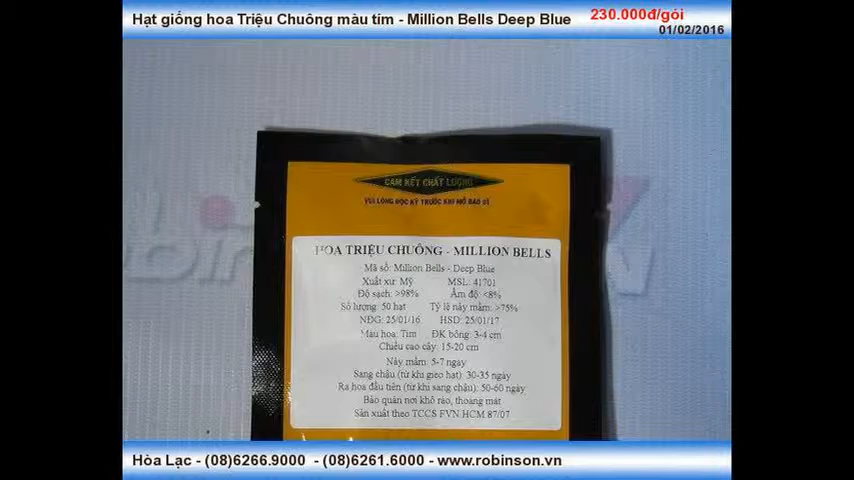 Hạt giống hoa Triệu Chuông màu tím - Million Bells Deep Blue
230.000đ/gói
01/02/2016
CAM KẾT CHẤT LƯỢNG
VUI LÒNG ĐỌC KỸ TRƯỚC KHI MỞ BAO BÌ
HOA TRIỆU CHUÔNG - MILLION BELLS
Mã số: Million Bells - Deep Blue
Xuất xứ: Mỹ MSL: 41701
Độ sạch: >98% Ẩm độ: <8%
Số lượng: 50 hạt Tỷ lệ nảy mầm: >75%
NĐG: 25/01/16 HSD: 25/01/17
Màu hoa: Tím ĐK bông: 3-4 cm
Chiều cao cây: 15-20 cm
Nảy mầm: 5-7 ngày
Sang chậu (từ khi gieo hạt): 30-35 ngày
Ra hoa đầu tiên (từ khi sang chậu): 50-60 ngày
Bảo quản nơi khô ráo, thoáng mát
Sản xuất theo TCCS FVN HCM 87/07
robinson
Hòa Lạc - (08)6266.9000 - (08)6261.6000 - www.robinson.vn